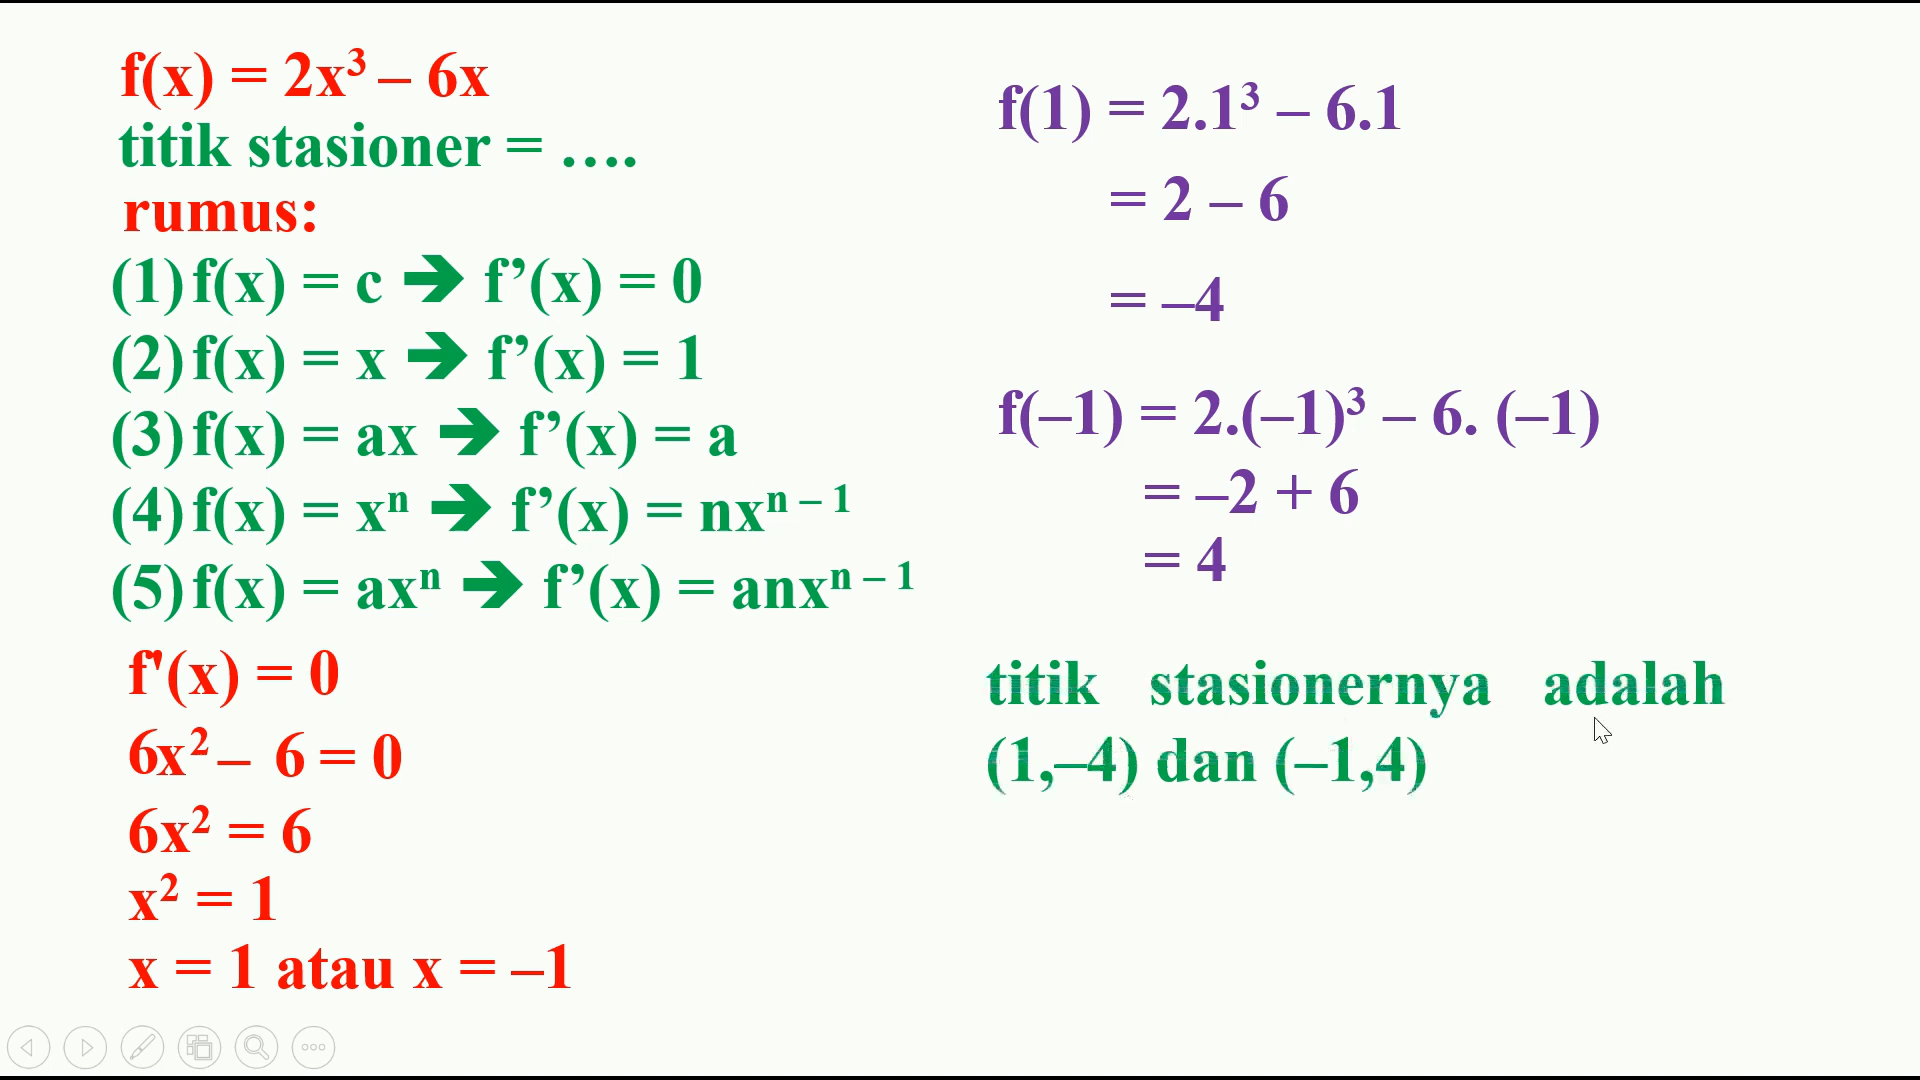 f(x) = 2x³ – 6x
titik stasioner = ….
rumus:
(1) f(x) = c ➔ f’(x) = 0
(2) f(x) = x ➔ f’(x) = 1
(3) f(x) = ax ➔ f’(x) = a
(4) f(x) = xⁿ ➔ f’(x) = nxⁿ ⁻ ¹
(5) f(x) = axⁿ ➔ f’(x) = anxⁿ ⁻ ¹
f'(x) = 0
6x² – 6 = 0
6x² = 6
x² = 1
x = 1 atau x = –1
f(1) = 2.1³ – 6.1
= 2 – 6
= –4
f(–1) = 2.(–1)³ – 6. (–1)
= –2 + 6
= 4
titik stasionernya adalah
(1,–4) dan (–1,4)